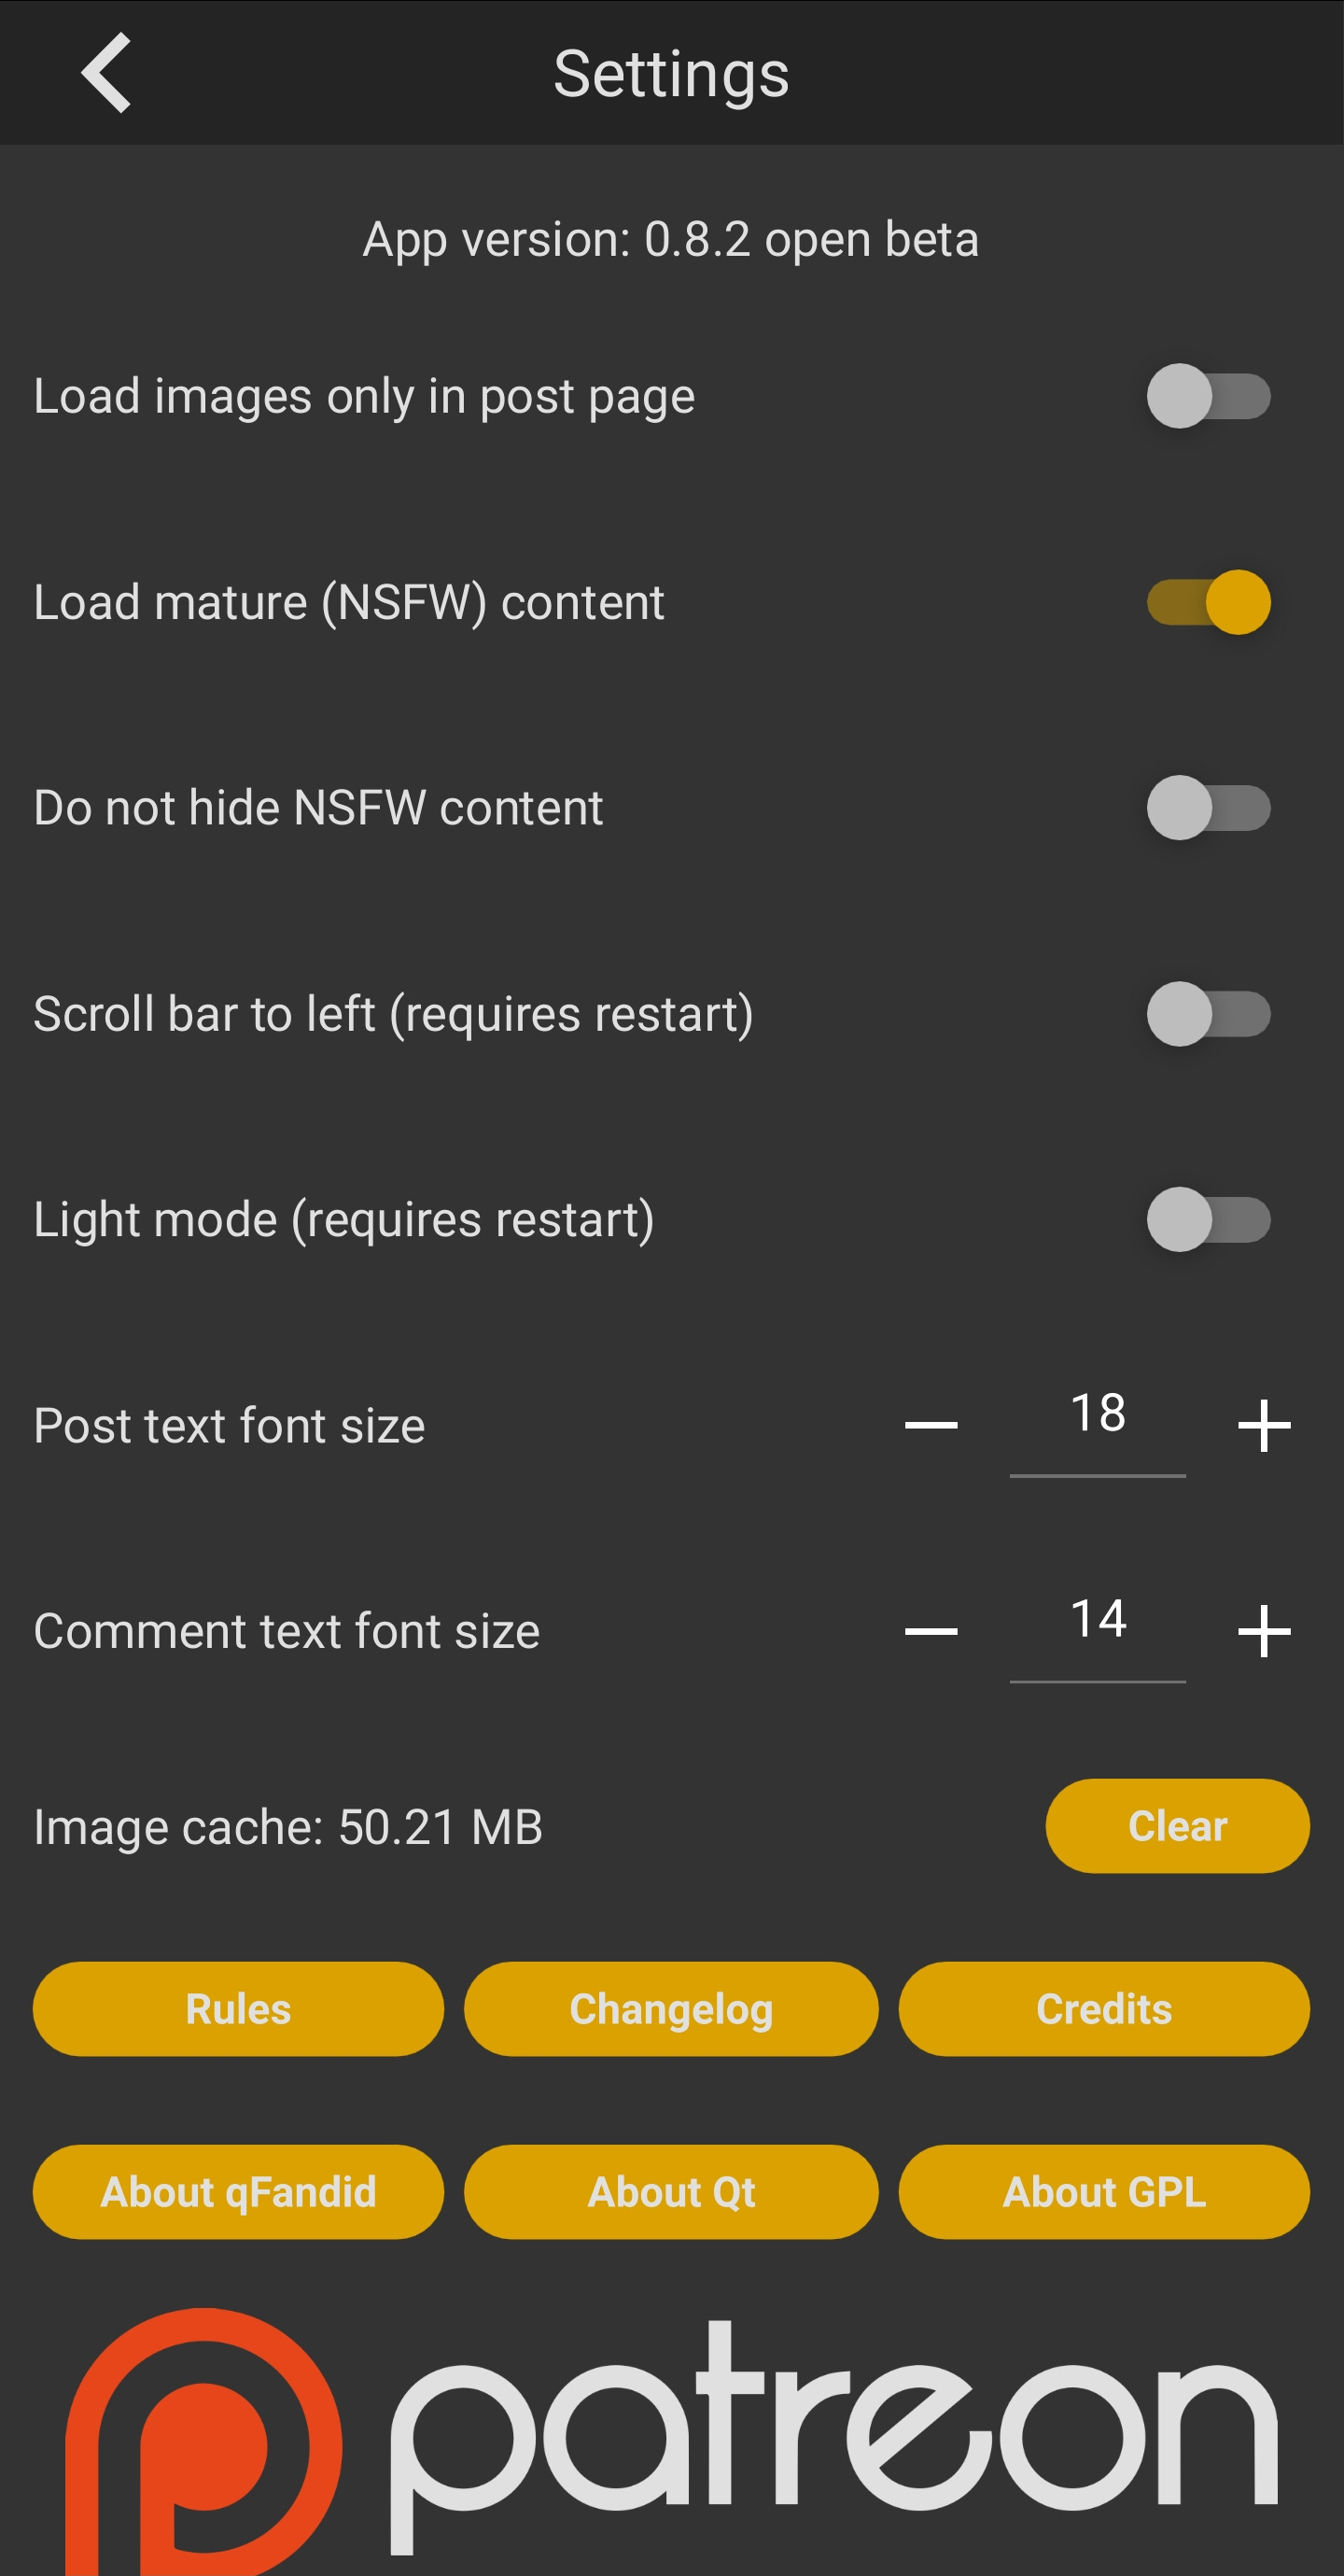 Settings
App version: 0.8.2 open beta
Load images only in post page
Load mature (NSFW) content
Do not hide NSFW content
Scroll bar to left (requires restart)
Light mode (requires restart)
Post text font size
18
Comment text font size
14
Image cache: 50.21 MB
Clear
Rules
Changelog
Credits
About qFandid
About Qt
About GPL
patreon